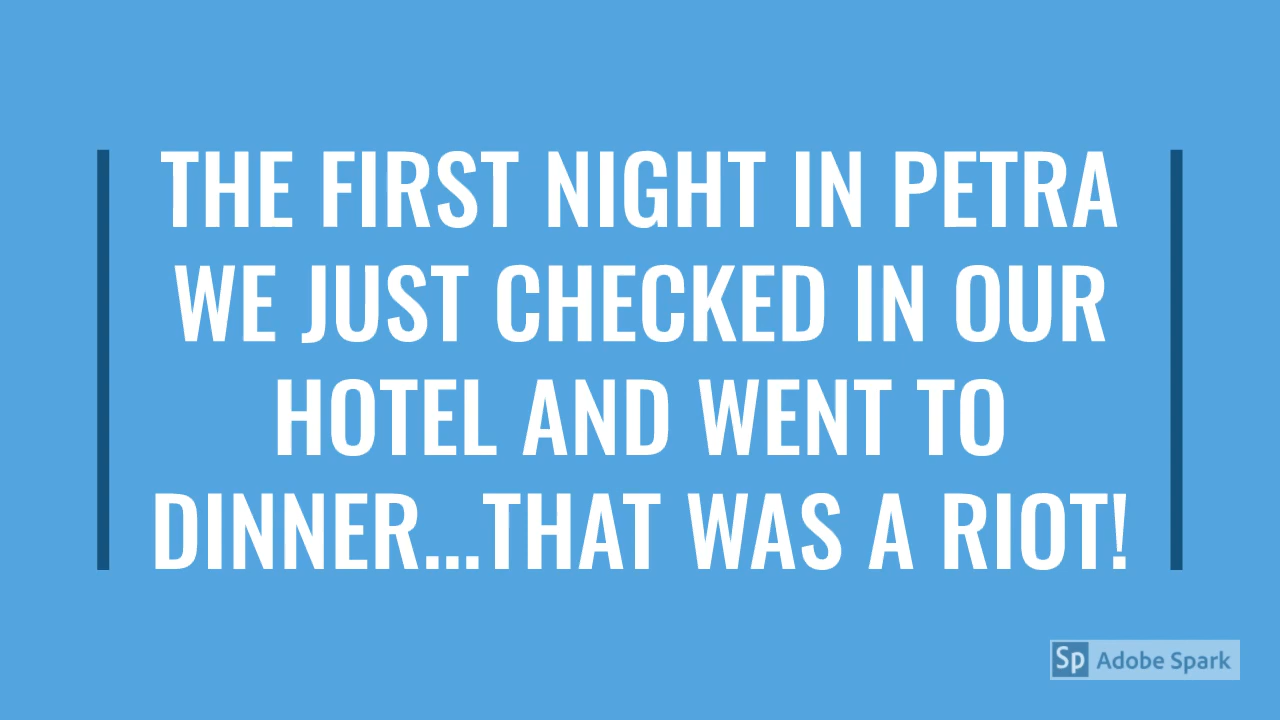 THE FIRST NIGHT IN PETRA
WE JUST CHECKED IN OUR
HOTEL AND WENT TO
DINNER...THAT WAS A RIOT!
Sp Adobe Spark